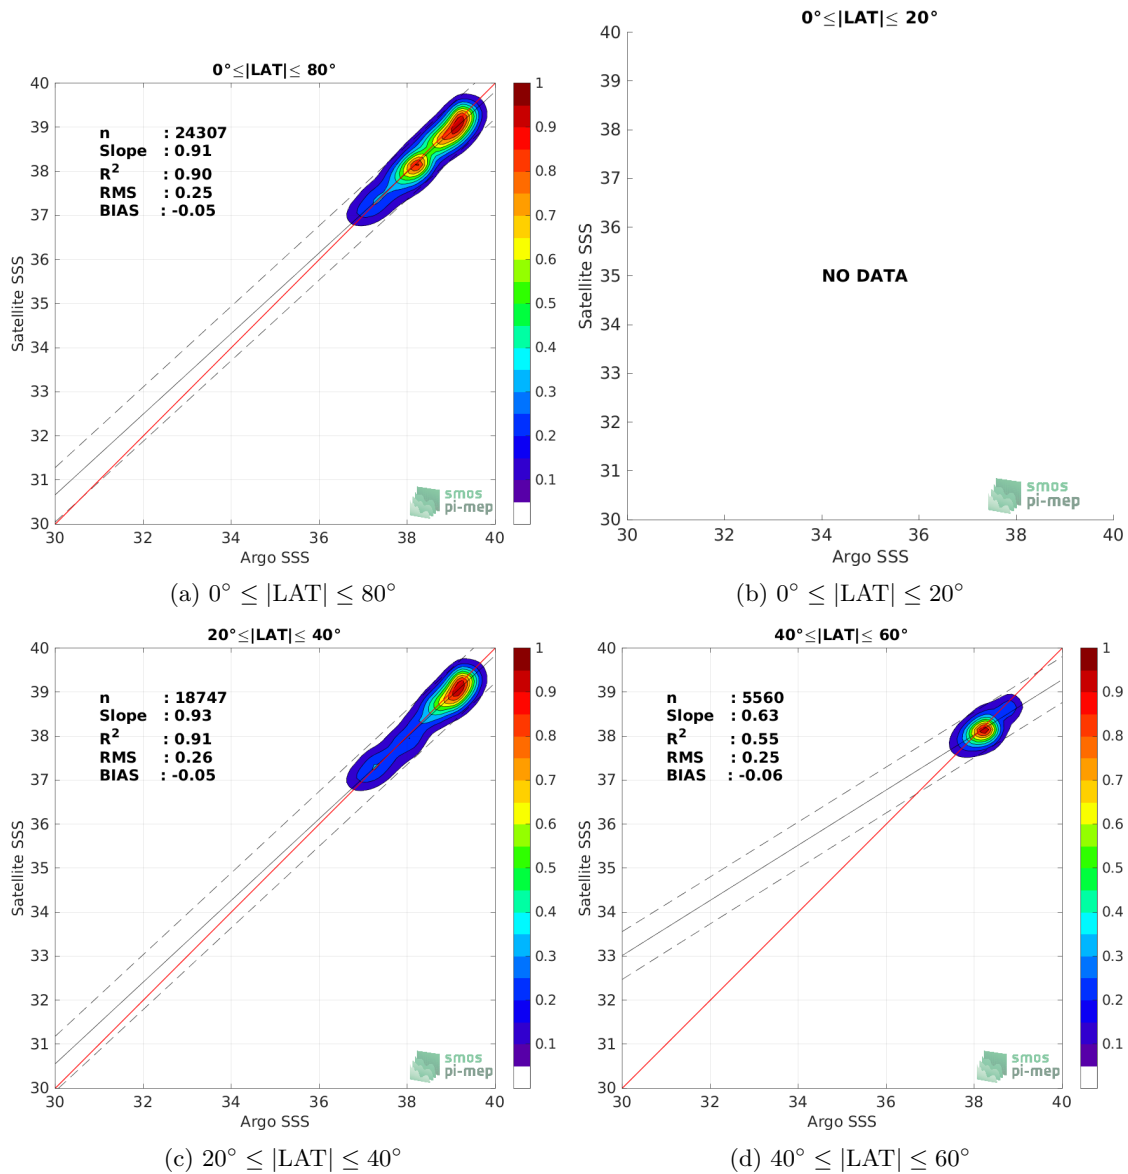 0°≤|LAT|≤ 80°
40
39
38
37
36
35
34
33
32
31
30
30 32 34 36 38 40
Satellite SSS
Argo SSS
n : 24307
Slope : 0.91
R² : 0.90
RMS : 0.25
BIAS : -0.05
1
0.9
0.8
0.7
0.6
0.5
0.4
0.3
0.2
0.1
smos
pi-mep
(a) 0° ≤ |LAT| ≤ 80°
0°≤|LAT|≤ 20°
40
39
38
37
36
35
34
33
32
31
30
30 32 34 36 38 40
Satellite SSS
Argo SSS
NO DATA
smos
pi-mep
(b) 0° ≤ |LAT| ≤ 20°
20°≤|LAT|≤ 40°
40
39
38
37
36
35
34
33
32
31
30
30 32 34 36 38 40
Satellite SSS
Argo SSS
n : 18747
Slope : 0.93
R² : 0.91
RMS : 0.26
BIAS : -0.05
1
0.9
0.8
0.7
0.6
0.5
0.4
0.3
0.2
0.1
smos
pi-mep
(c) 20° ≤ |LAT| ≤ 40°
40°≤|LAT|≤ 60°
40
39
38
37
36
35
34
33
32
31
30
30 32 34 36 38 40
Satellite SSS
Argo SSS
n : 5560
Slope : 0.63
R² : 0.55
RMS : 0.25
BIAS : -0.06
1
0.9
0.8
0.7
0.6
0.5
0.4
0.3
0.2
0.1
smos
pi-mep
(d) 40° ≤ |LAT| ≤ 60°